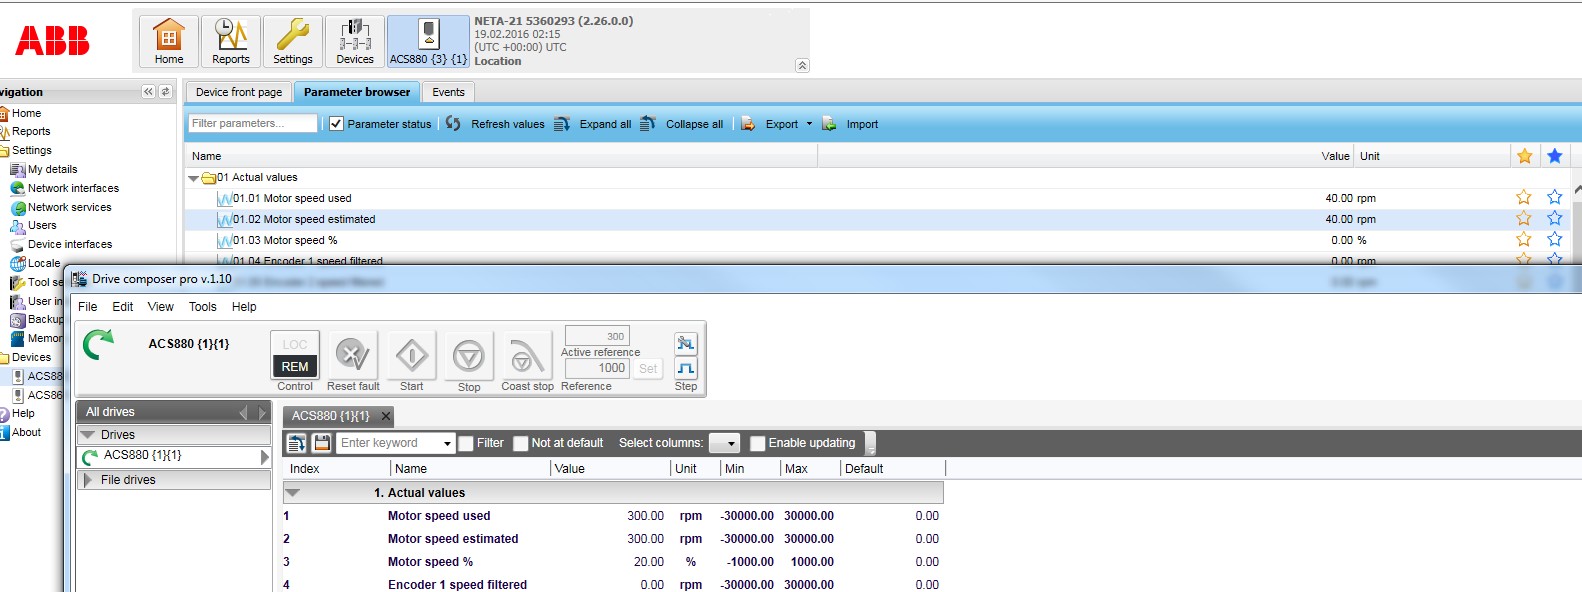 ABB
Home
Reports
Settings
Devices
ACS880 {3} {1}
NETA-21 5360293 (2.26.0.0)
19.02.2016 02:15
(UTC +00:00) UTC
Location
vigation
Home
Reports
Settings
My details
Network interfaces
Network services
Users
Device interfaces
Locale
Tool se
User in
Backup
Memor
Devices
ACS88
ACS86
Help
About
Device front page
Parameter browser
Events
Filter parameters...
Parameter status
Refresh values
Expand all
Collapse all
Export
Import
Name Value Unit
01 Actual values
01.01 Motor speed used 40.00 rpm
01.02 Motor speed estimated 40.00 rpm
01.03 Motor speed % 0.00 %
01.04 Encoder 1 speed filtered 0.00 rpm
Drive composer pro v.1.10
File Edit View Tools Help
ACS880 {1}{1}
LOC
REM
Control
Reset fault
Start
Stop
Coast stop
300
Active reference
1000
Set
Reference
Step
All drives
Drives
ACS880 {1}{1}
File drives
ACS880 {1}{1}
Enter keyword
Filter
Not at default
Select columns:
Enable updating
Index Name Value Unit Min Max Default
1. Actual values
1 Motor speed used 300.00 rpm -30000.00 30000.00 0.00
2 Motor speed estimated 300.00 rpm -30000.00 30000.00 0.00
3 Motor speed % 20.00 % -1000.00 1000.00 0.00
4 Encoder 1 speed filtered 0.00 rpm -30000.00 30000.00 0.00